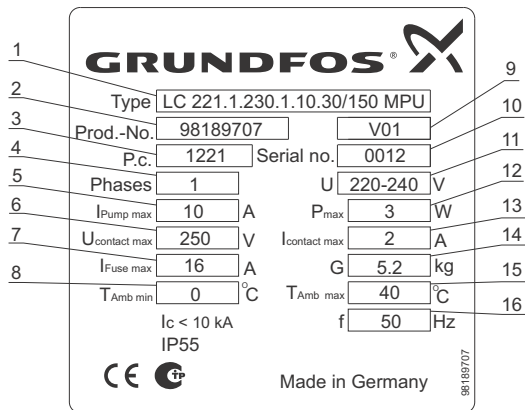 GRUNDFOS
1 Type LC 221.1.230.1.10.30/150 MPU
2 Prod.-No. 98189707 V01 9
3 P.c. 1221 Serial no. 0012 10
4 Phases 1 U 220-240 V 11
5 IPump max 10 A Pmax 3 W 12
6 Ucontact max 250 V Icontact max 2 A 13
7 IFuse max 16 A G 5.2 kg 14
8 TAmb min 0 °C TAmb max 40 °C 15
Ic < 10 kA f 50 Hz 16
IP55
CE Made in Germany
98189707